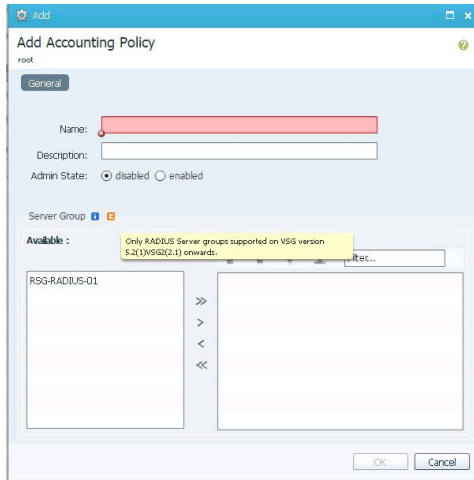 Add
Add Accounting Policy
root
General
Name:
Description:
Admin State: disabled enabled
Server Group
Available :
Only RADIUS Server groups supported on VSG version
5.2(1)VSG2(2.1) onwards.
Filter...
RSG-RADIUS-01
>>
>
<
<<
OK Cancel